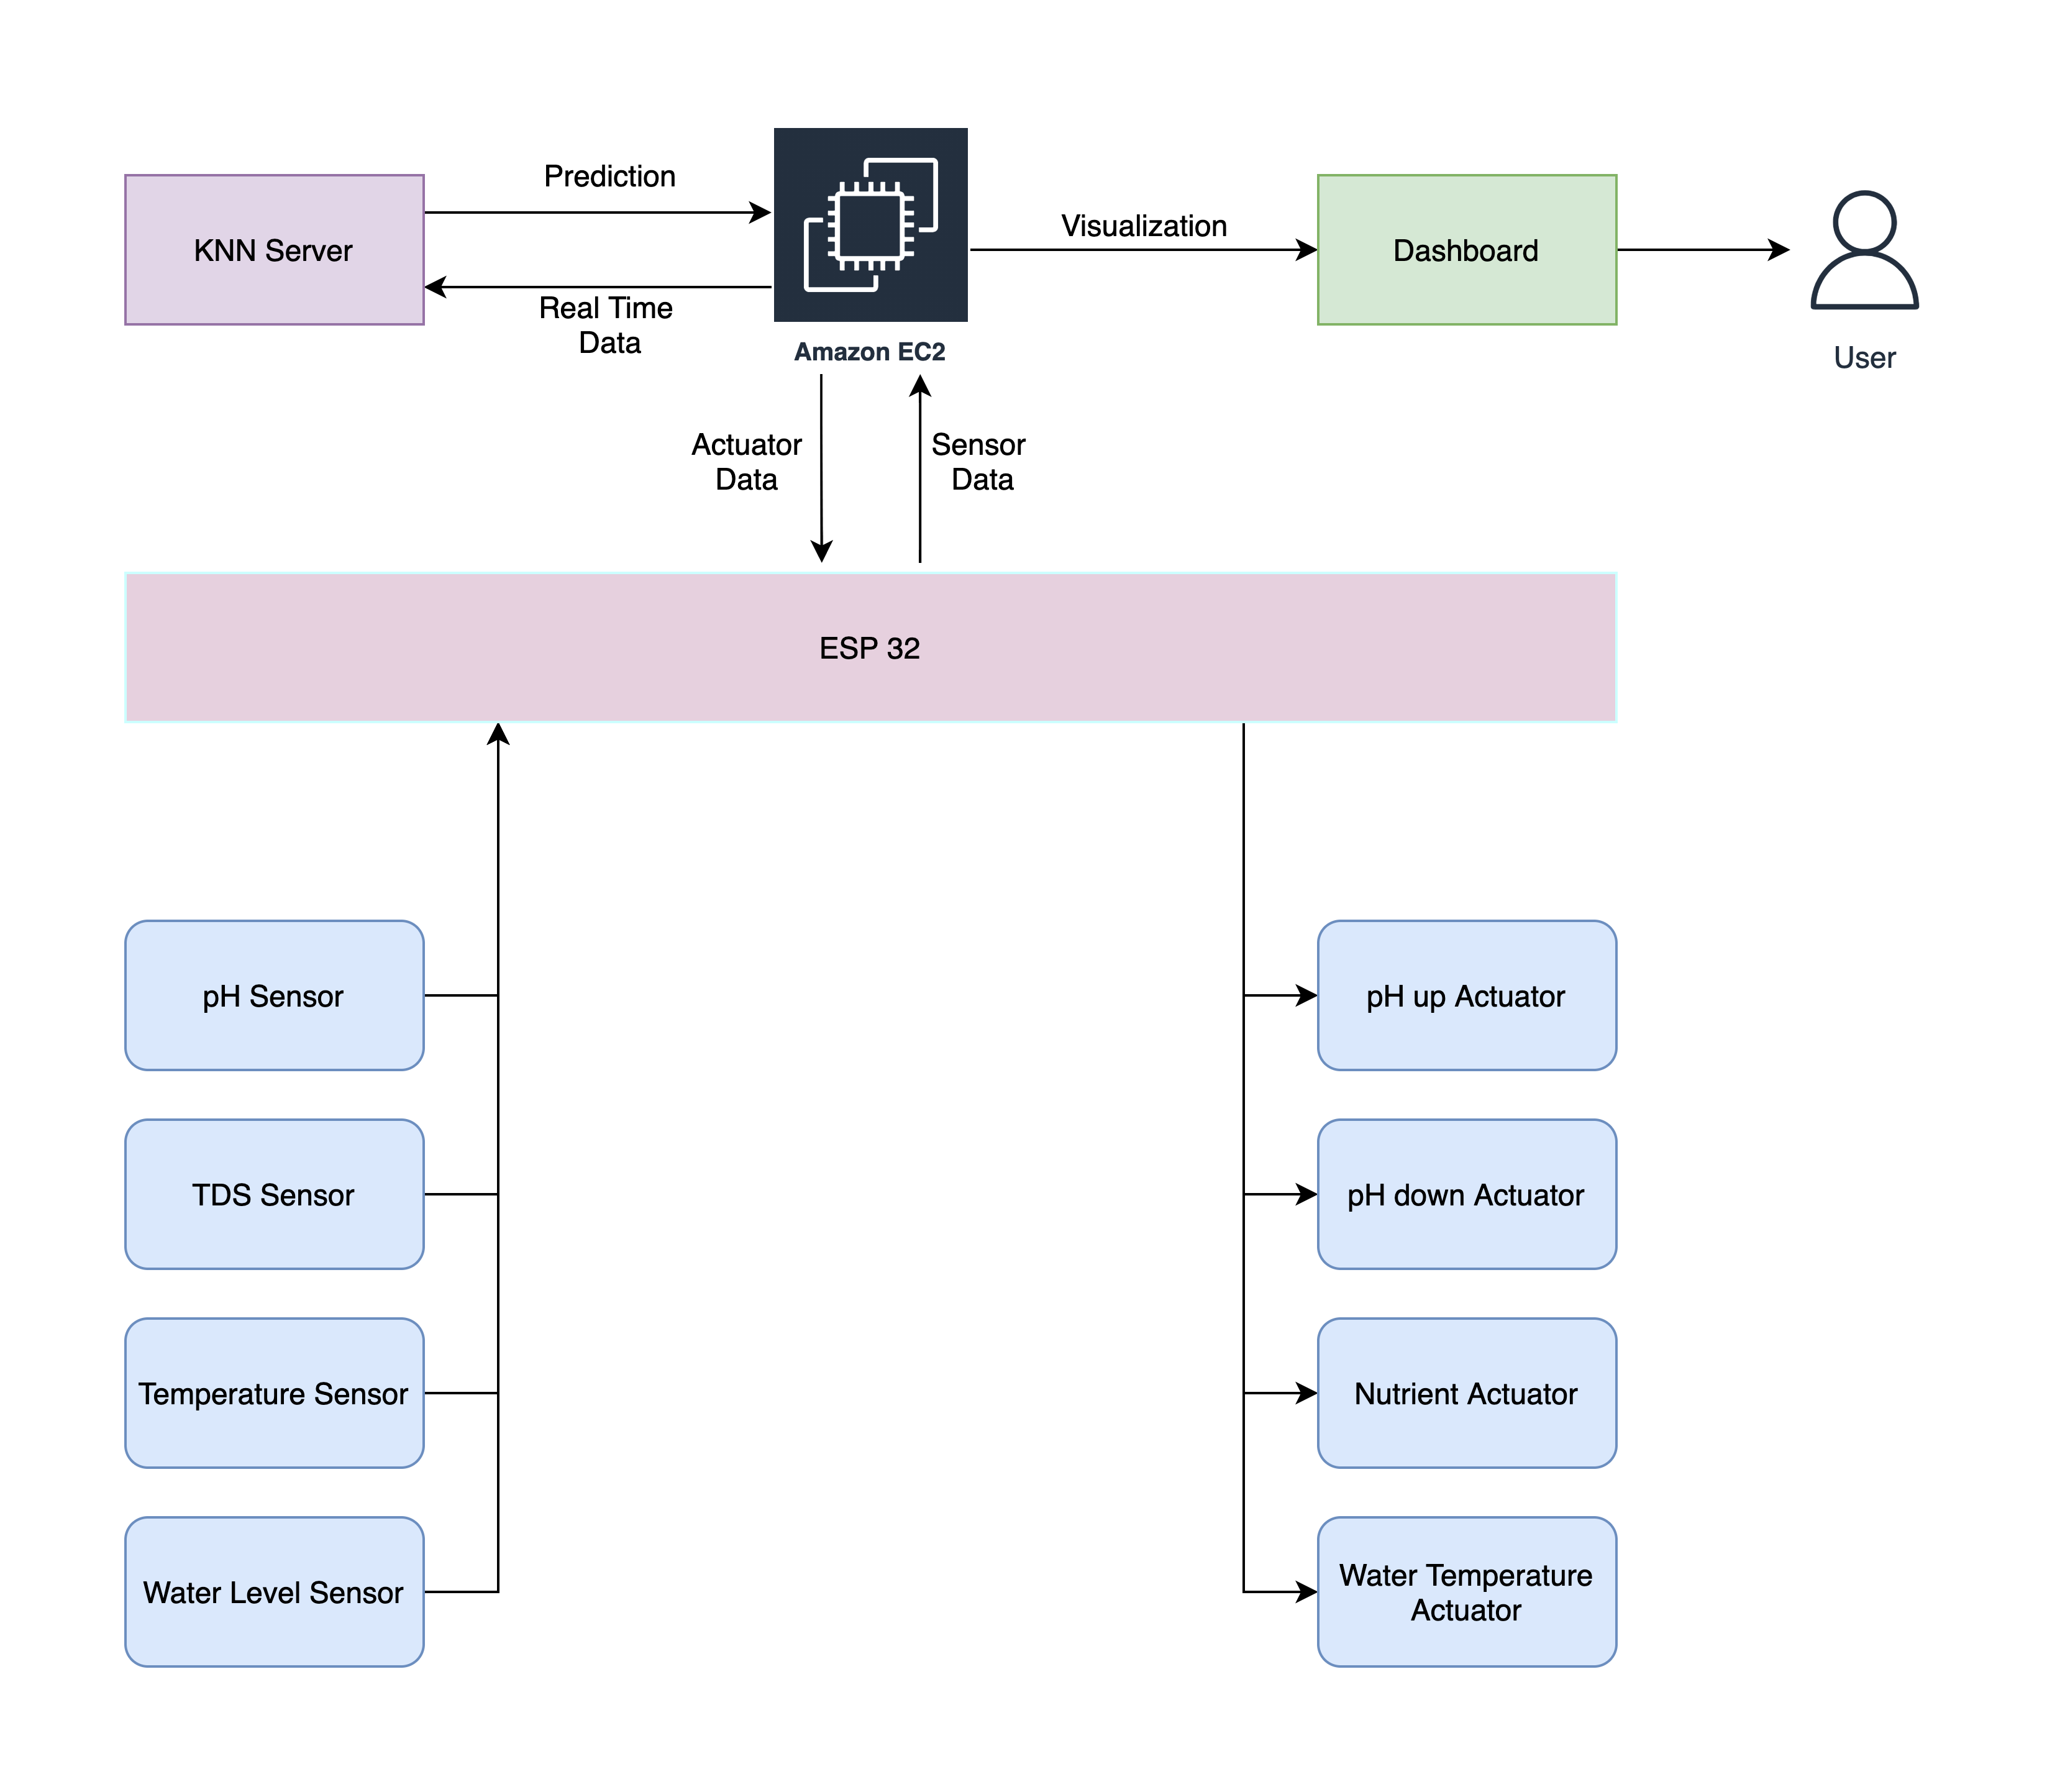 Prediction
KNN Server
Real Time
Data
Amazon EC2
Visualization
Dashboard
User
Actuator
Data
Sensor
Data
ESP 32
pH Sensor
TDS Sensor
Temperature Sensor
Water Level Sensor
pH up Actuator
pH down Actuator
Nutrient Actuator
Water Temperature
Actuator